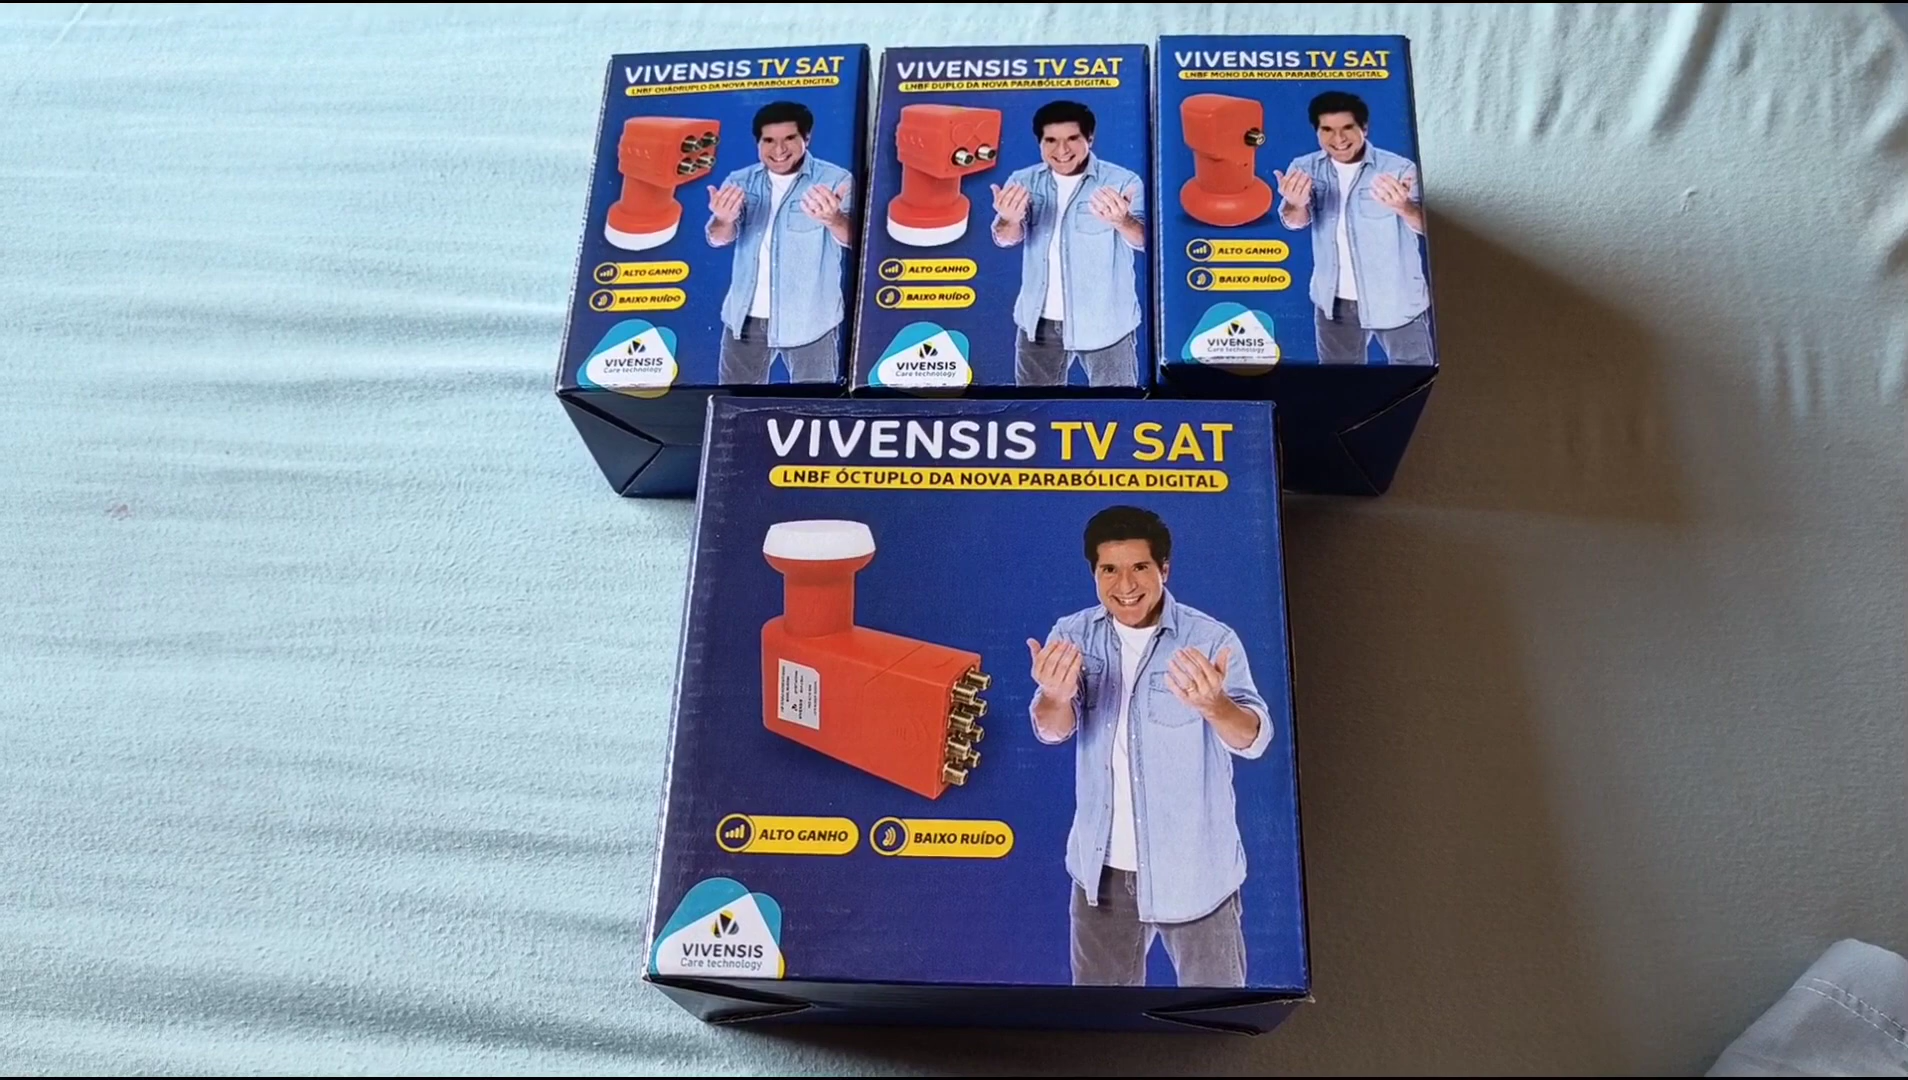 VIVENSIS TV SAT
LNBF QUÁDRUPLO DA NOVA PARABÓLICA DIGITAL
ALTO GANHO
BAIXO RUÍDO
VIVENSIS
Care technology
VIVENSIS TV SAT
LNBF DUPLO DA NOVA PARABÓLICA DIGITAL
ALTO GANHO
BAIXO RUÍDO
VIVENSIS
Care technology
VIVENSIS TV SAT
LNBF MONO DA NOVA PARABÓLICA DIGITAL
ALTO GANHO
BAIXO RUÍDO
VIVENSIS
Care technology
VIVENSIS TV SAT
LNBF ÓCTUPLO DA NOVA PARABÓLICA DIGITAL
ALTO GANHO
BAIXO RUÍDO
VIVENSIS
Care technology